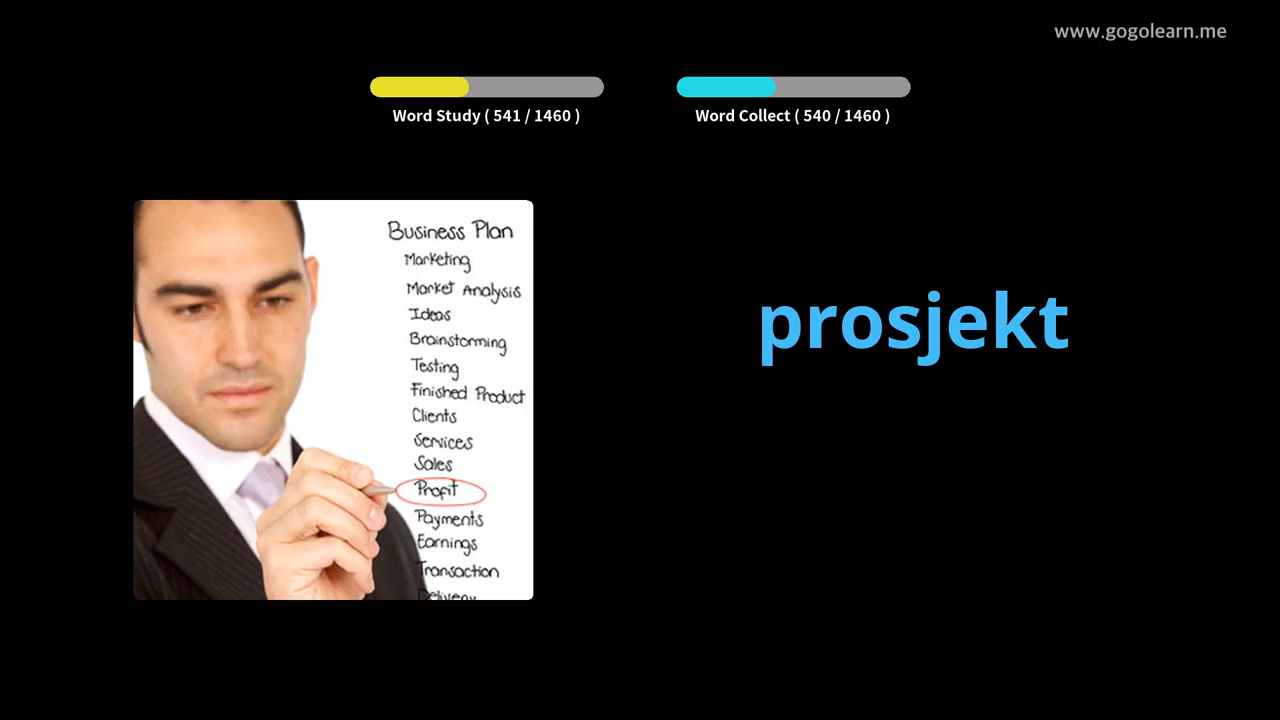 www.gogolearn.me
Word Study ( 541 / 1460 )
Word Collect ( 540 / 1460 )
Business Plan
Marketing
Market Analysis
Ideas
Brainstorming
Testing
Finished Product
Clients
Services
Sales
Profit
Payments
Earnings
Transaction
Delivery
prosjekt